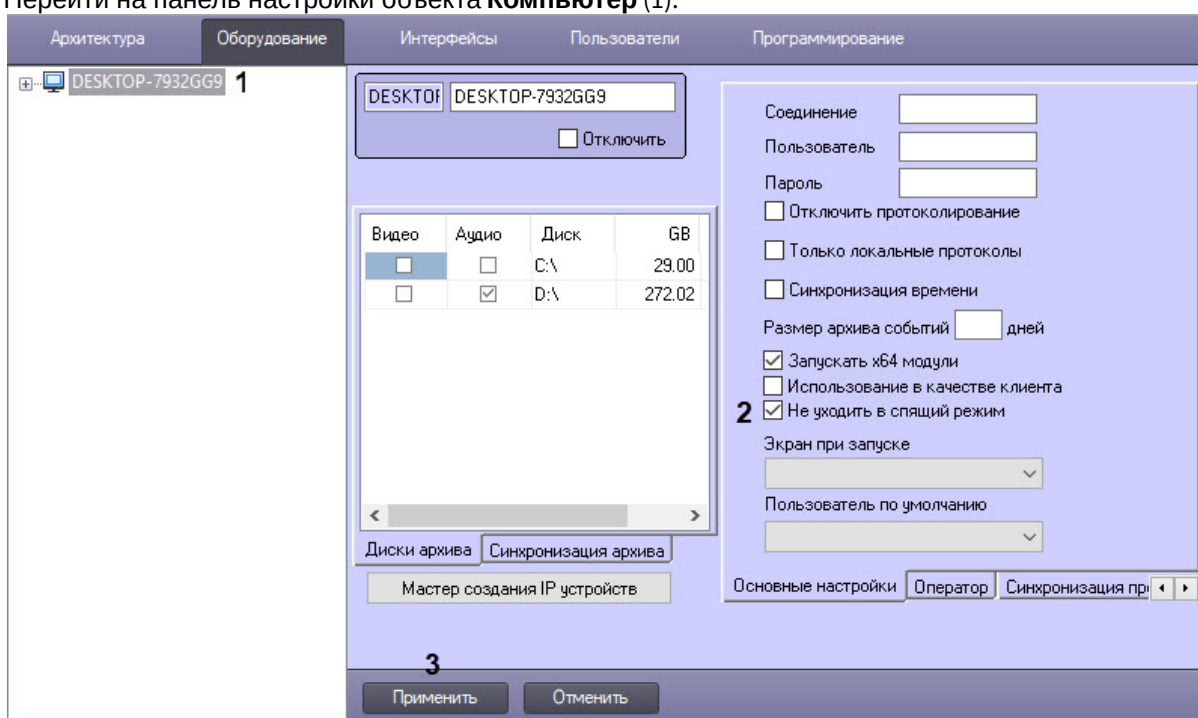 Перейти на панель настройки объекта Компьютер (1).
Архитектура Оборудование Интерфейсы Пользователи Программирование
DESKTOP-7932GG9 1
DESKTOP-7932GG9
Отключить
Видео Аудио Диск GB
C:\ 29.00
D:\ 272.02
Диски архива Синхронизация архива
Мастер создания IP устройств
Соединение
Пользователь
Пароль
Отключить протоколирование
Только локальные протоколы
Синхронизация времени
Размер архива событий дней
Запускать x64 модули
Использование в качестве клиента
2 Не уходить в спящий режим
Экран при запуске
Пользователь по умолчанию
Основные настройки Оператор Синхронизация
3
Применить Отменить